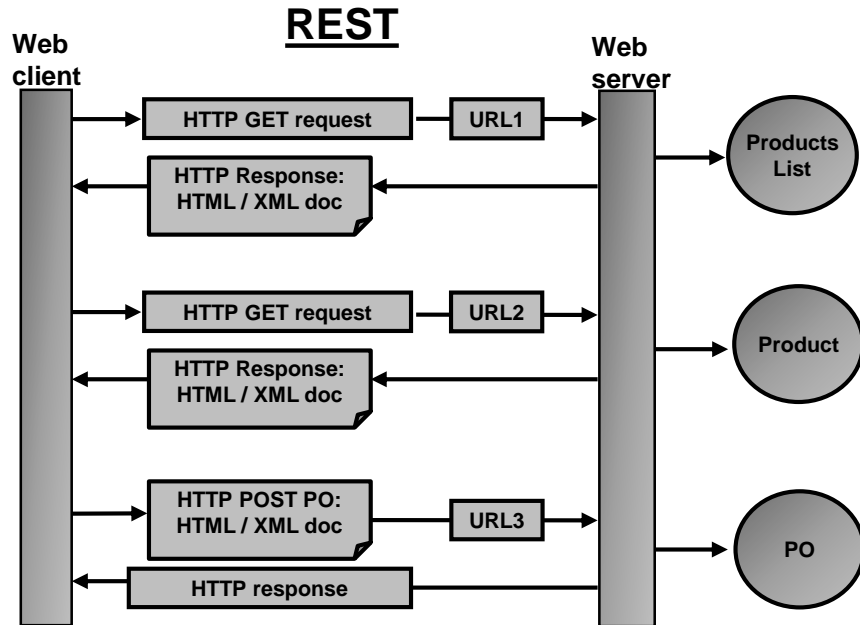 REST
Web
client
Web
server
HTTP GET request
URL1
Products
List
HTTP Response:
HTML / XML doc
HTTP GET request
URL2
Product
HTTP Response:
HTML / XML doc
HTTP POST PO:
HTML / XML doc
URL3
PO
HTTP response